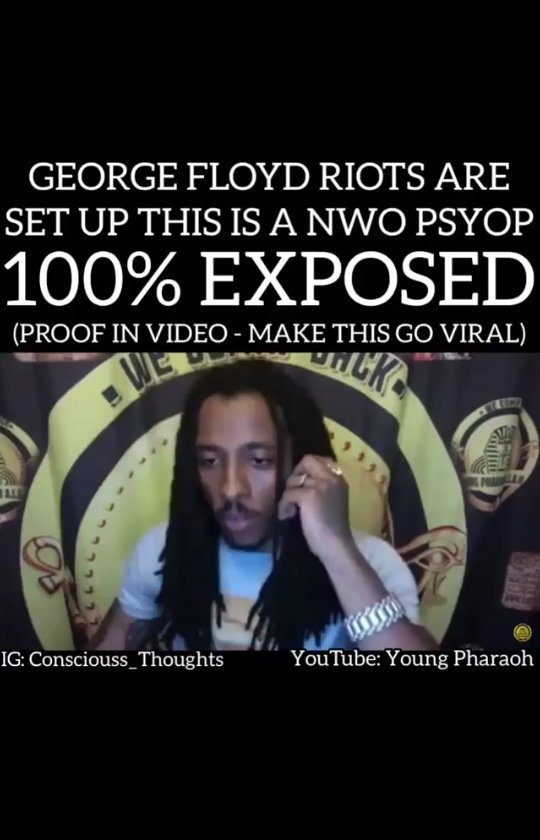 GEORGE FLOYD RIOTS ARE
SET UP THIS IS A NWO PSYOP
100% EXPOSED
(PROOF IN VIDEO - MAKE THIS GO VIRAL)
WE
IG: Consciouss_Thoughts
YouTube: Young Pharaoh